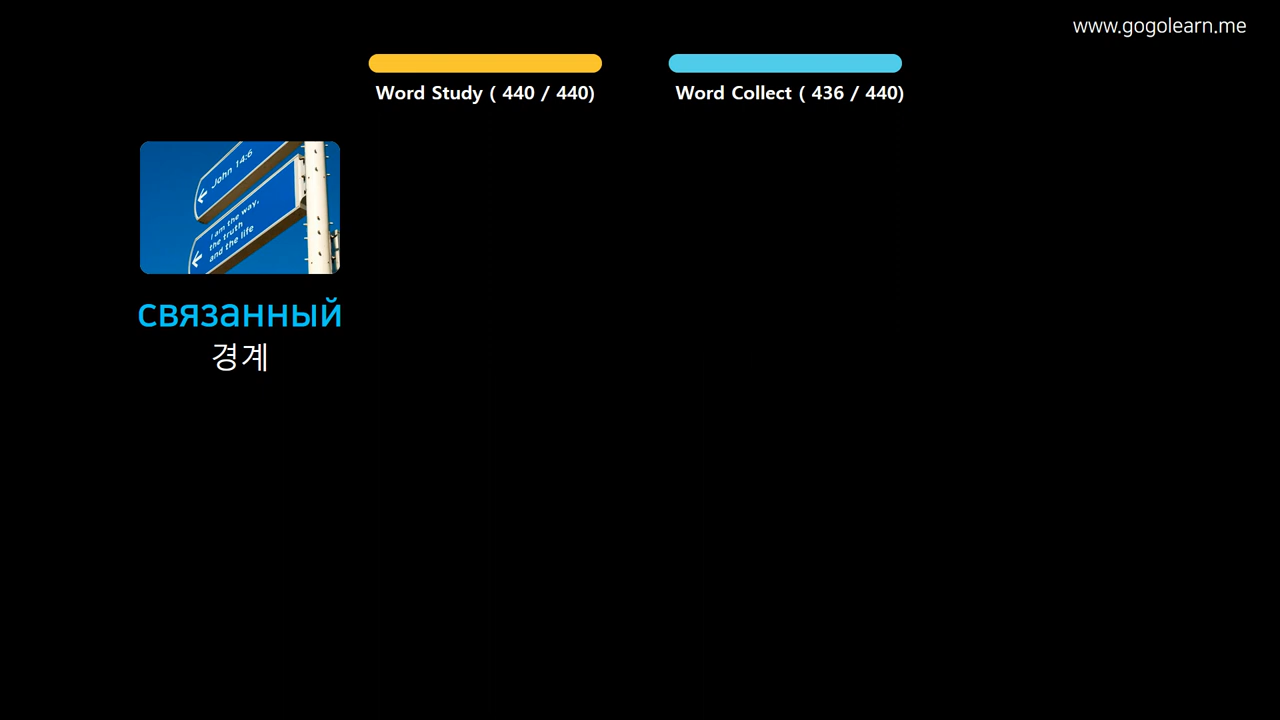 www.gogolearn.me
Word Study ( 440 / 440)
Word Collect ( 436 / 440)
John 14:6
I am the way,
the truth
and the life
связанный
경계